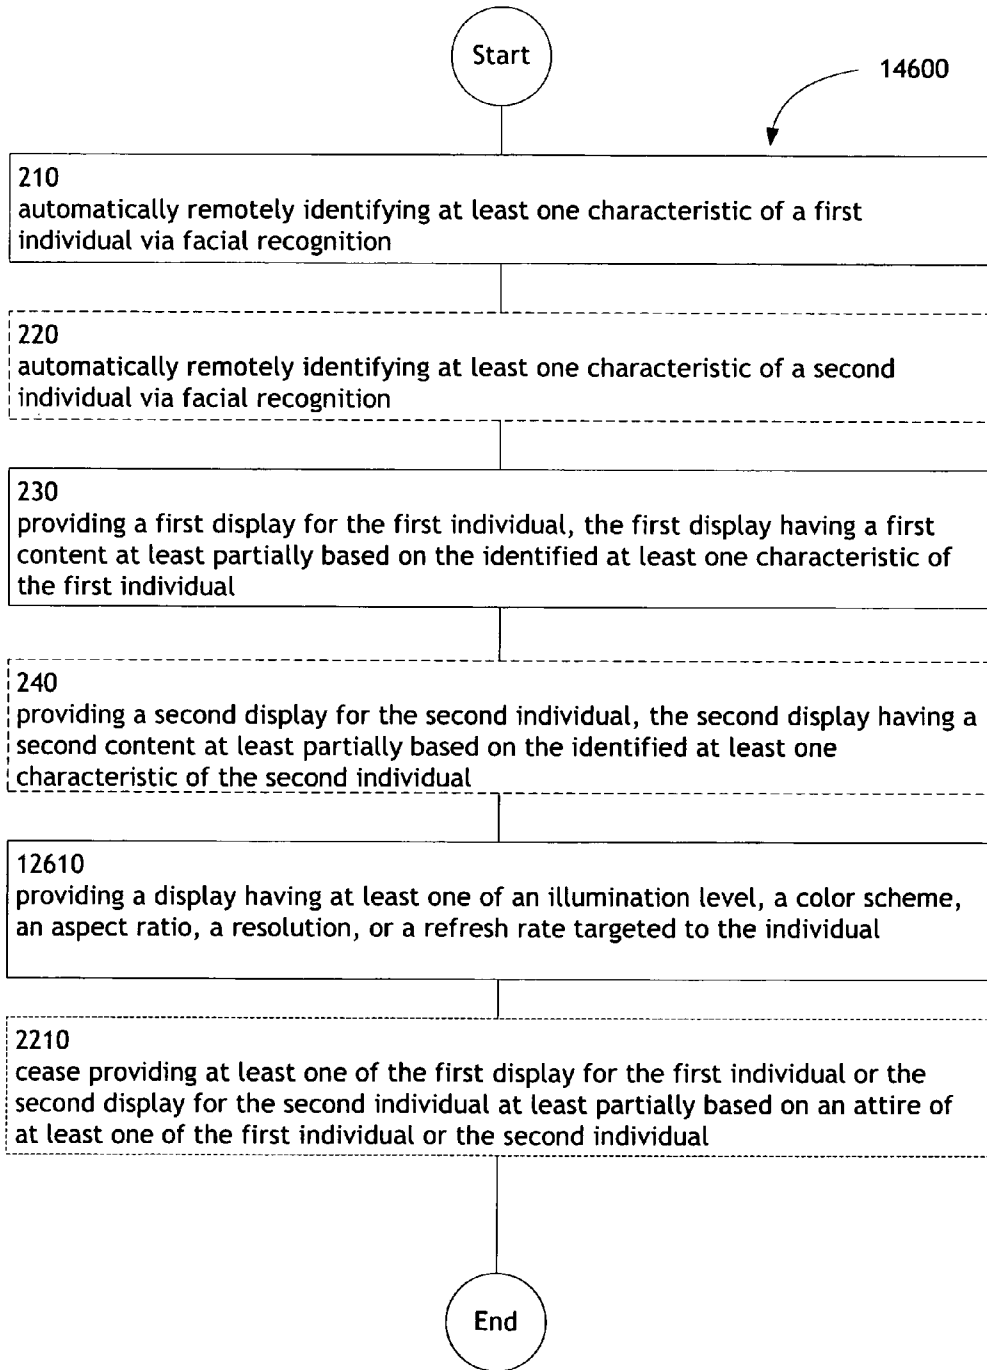 Start
14600
210
automatically remotely identifying at least one characteristic of a first
individual via facial recognition
220
automatically remotely identifying at least one characteristic of a second
individual via facial recognition
230
providing a first display for the first individual, the first display having a first
content at least partially based on the identified at least one characteristic of
the first individual
240
providing a second display for the second individual, the second display having a
second content at least partially based on the identified at least one
characteristic of the second individual
12610
providing a display having at least one of an illumination level, a color scheme,
an aspect ratio, a resolution, or a refresh rate targeted to the individual
2210
cease providing at least one of the first display for the first individual or the
second display for the second individual at least partially based on an attire of
at least one of the first individual or the second individual
End